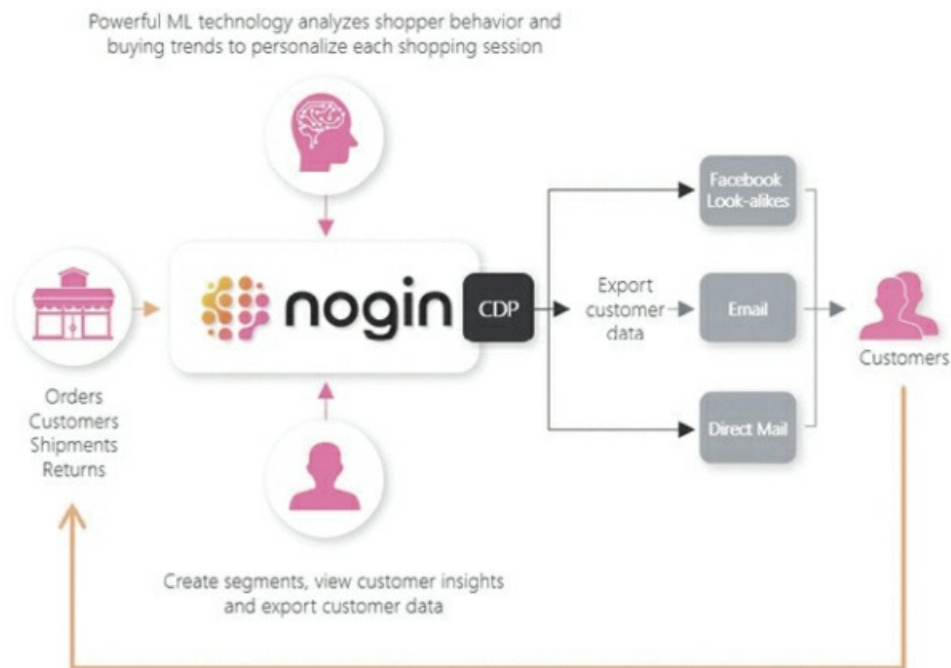 Powerful ML technology analyzes shopper behavior and
buying trends to personalize each shopping session
nogin
CDP
Orders
Customers
Shipments
Returns
Create segments, view customer insights
and export customer data
Export
customer
data
Facebook
Look-alikes
Email
Direct Mail
Customers